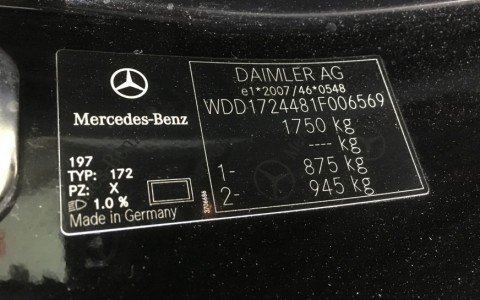 Mercedes-Benz
197
TYP: 172
PZ: X
1.0 %
Made in Germany
DAIMLER AG
e1*2007/46*0548
WDD1724481F006569
1750 kg
---- kg
1- 875 kg
2- 945 kg